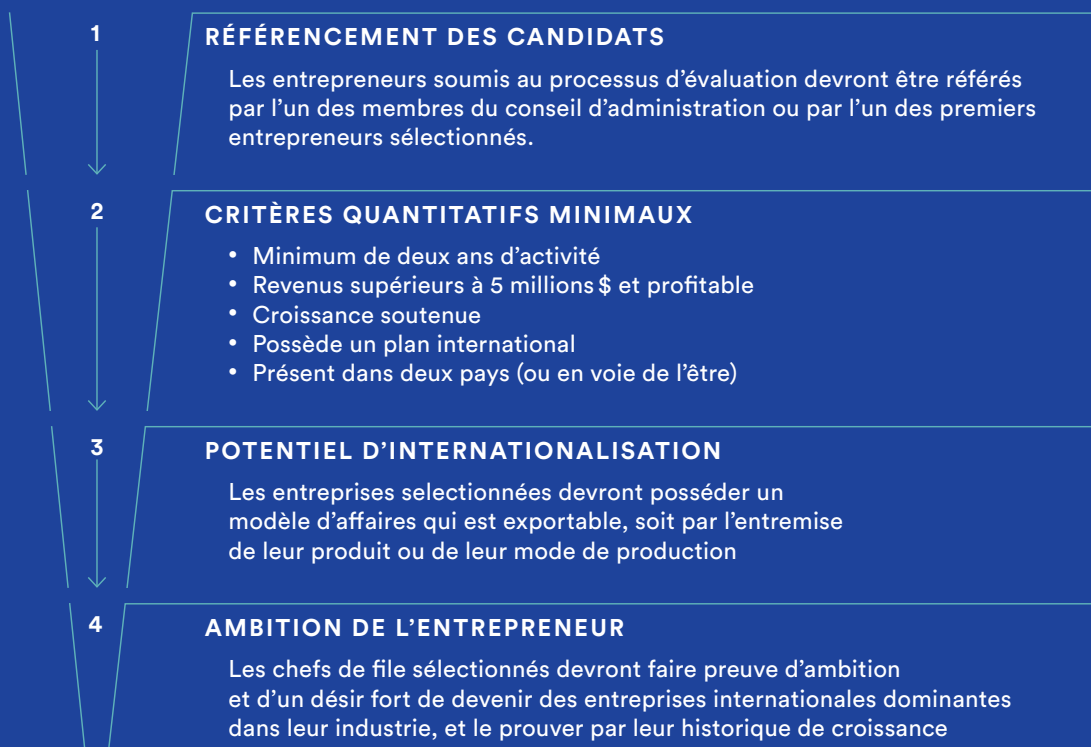 1
RÉFÉRENCEMENT DES CANDIDATS
Les entrepreneurs soumis au processus d’évaluation devront être référés
par l’un des membres du conseil d’administration ou par l’un des premiers
entrepreneurs sélectionnés.
2
CRITÈRES QUANTITATIFS MINIMAUX
• Minimum de deux ans d’activité
• Revenus supérieurs à 5 millions $ et profitable
• Croissance soutenue
• Possède un plan international
• Présent dans deux pays (ou en voie de l’être)
3
POTENTIEL D’INTERNATIONALISATION
Les entreprises selectionnées devront posséder un
modèle d’affaires qui est exportable, soit par l’entremise
de leur produit ou de leur mode de production
4
AMBITION DE L’ENTREPRENEUR
Les chefs de file sélectionnés devront faire preuve d’ambition
et d’un désir fort de devenir des entreprises internationales dominantes
dans leur industrie, et le prouver par leur historique de croissance